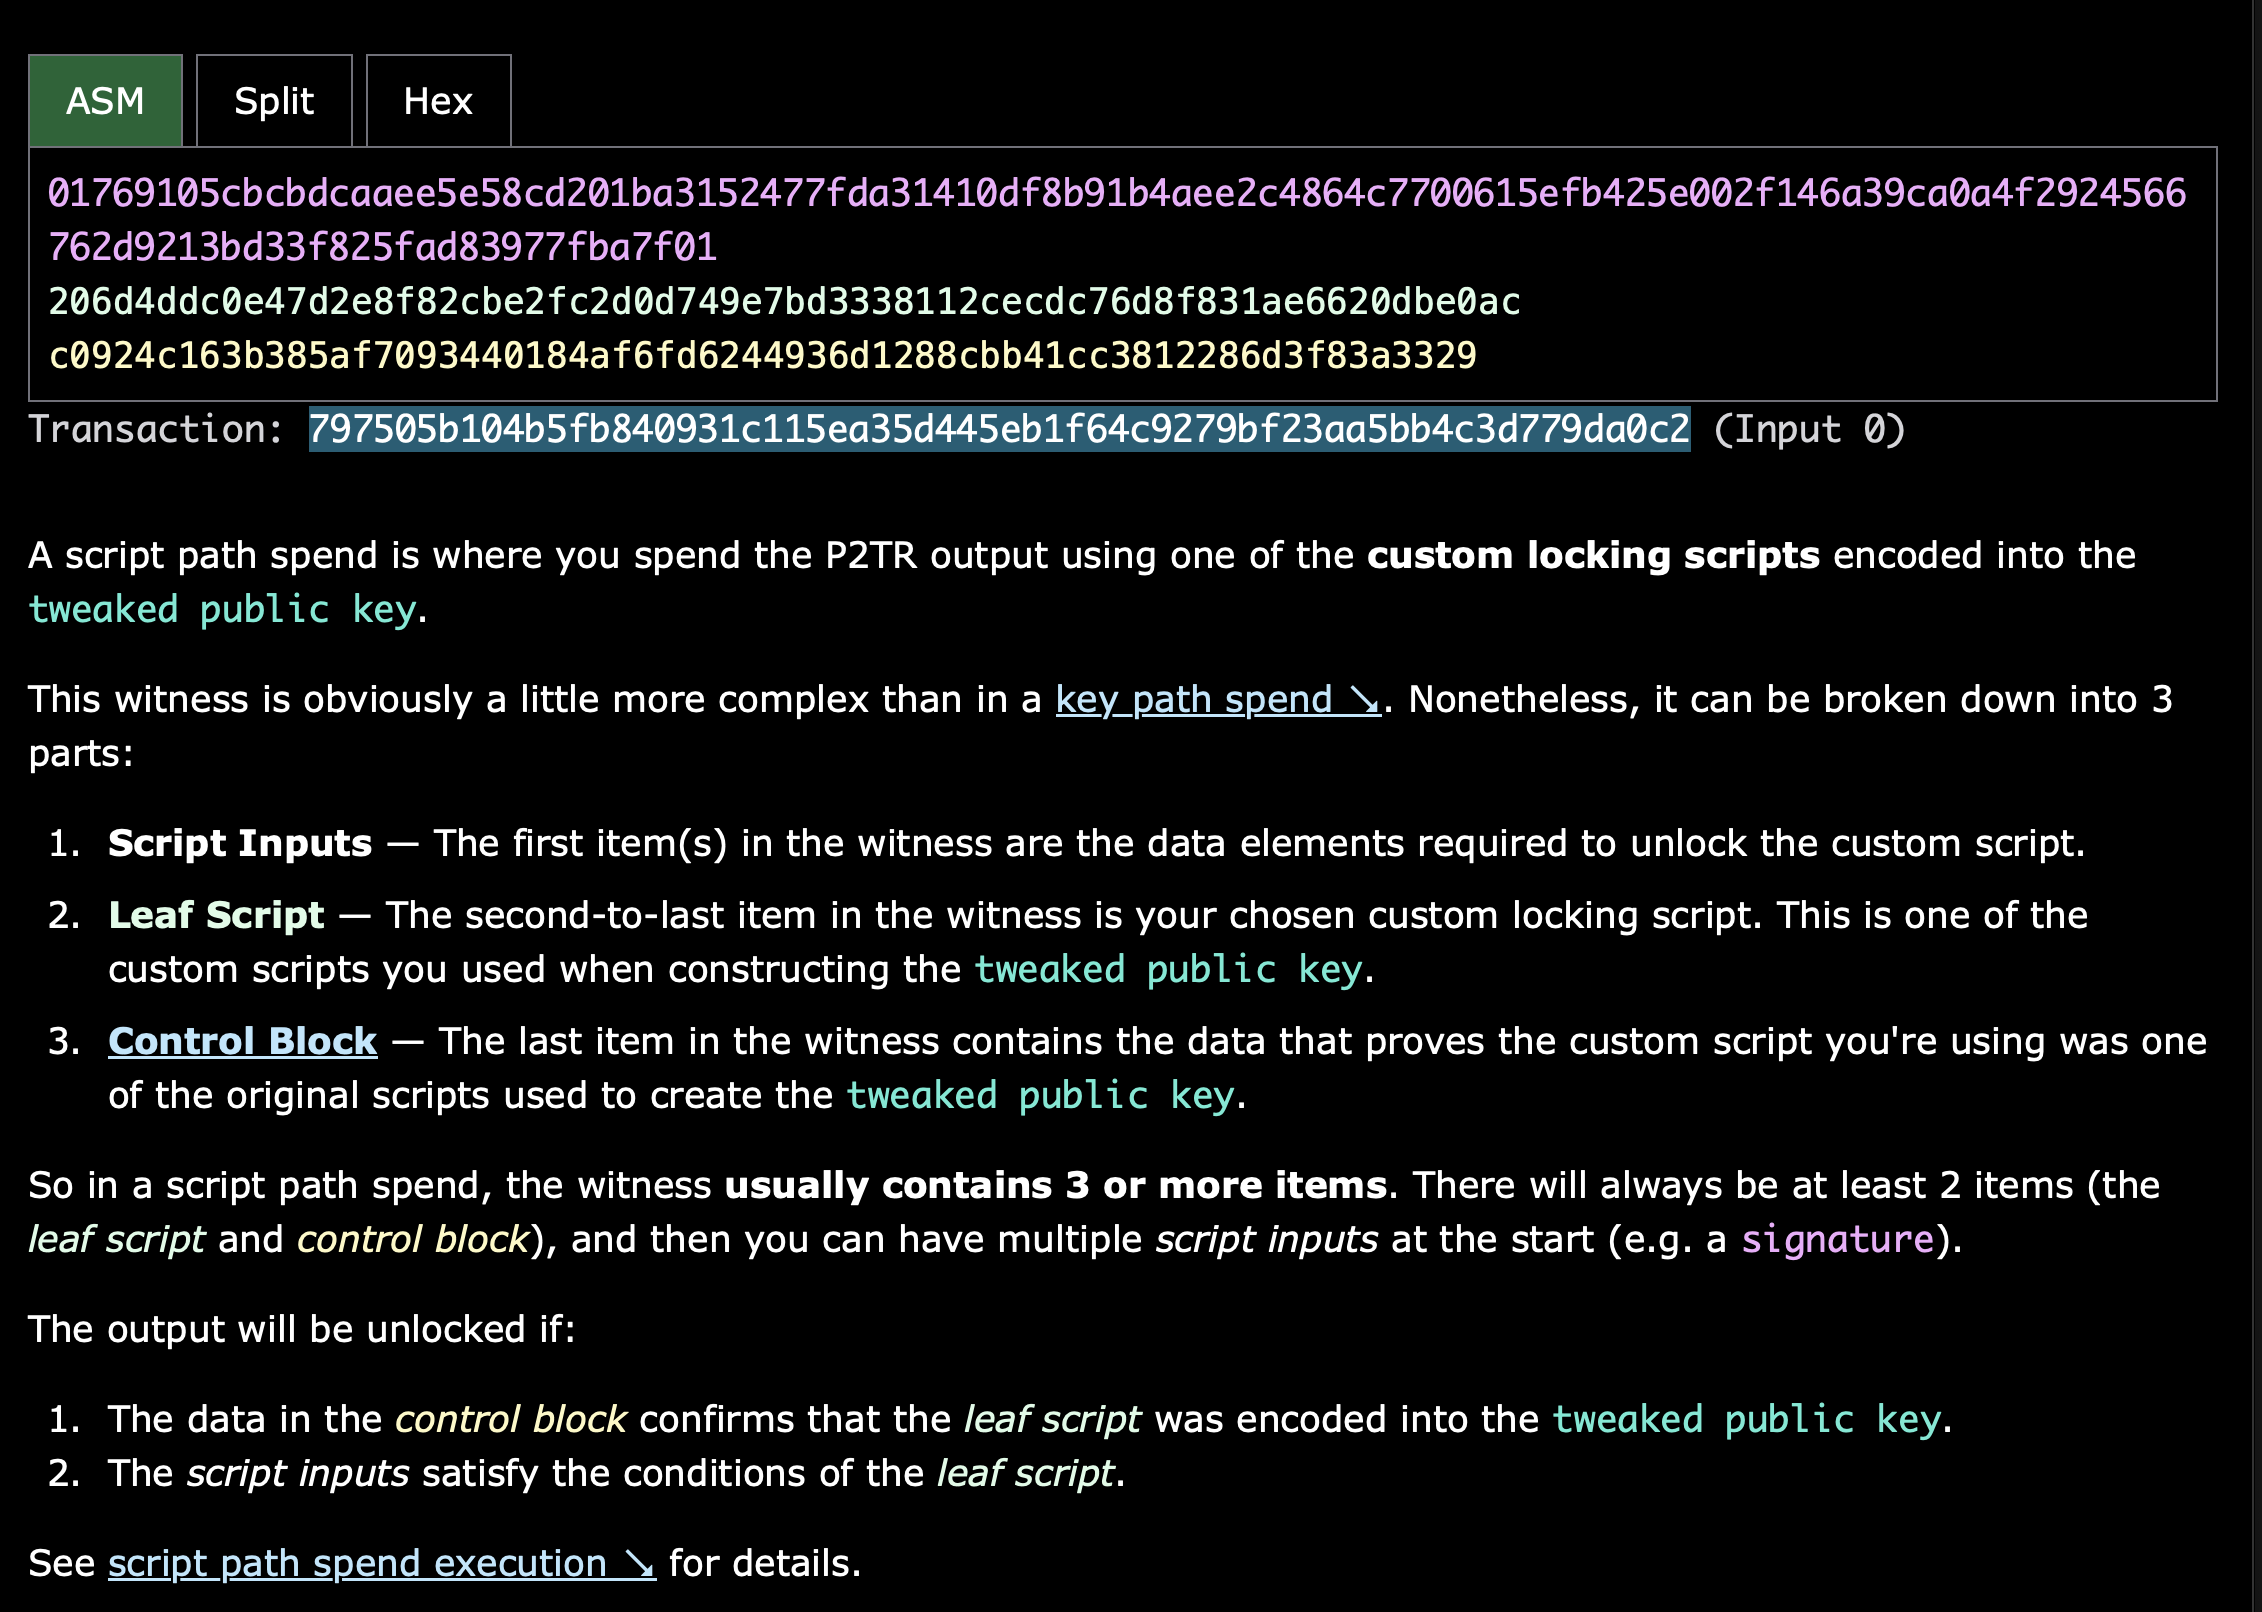 ASM Split Hex
01769105cbcbdcaaee5e58cd201ba3152477fda31410df8b91b4aee2c4864c7700615efb425e002f146a39ca0a4f2924566
762d9213bd33f825fad83977fba7f01
206d4ddc0e47d2e8f82cbe2fc2d0d749e7bd3338112cecdc76d8f831ae6620dbe0ac
c0924c163b385af7093440184af6fd6244936d1288cbb41cc3812286d3f83a3329
Transaction: 797505b104b5fb840931c115ea35d445eb1f64c9279bf23aa5bb4c3d779da0c2 (Input 0)
A script path spend is where you spend the P2TR output using one of the custom locking scripts encoded into the
tweaked public key.
This witness is obviously a little more complex than in a key path spend ↘. Nonetheless, it can be broken down into 3
parts:
1. Script Inputs — The first item(s) in the witness are the data elements required to unlock the custom script.
2. Leaf Script — The second-to-last item in the witness is your chosen custom locking script. This is one of the
custom scripts you used when constructing the tweaked public key.
3. Control Block — The last item in the witness contains the data that proves the custom script you're using was one
of the original scripts used to create the tweaked public key.
So in a script path spend, the witness usually contains 3 or more items. There will always be at least 2 items (the
leaf script and control block), and then you can have multiple script inputs at the start (e.g. a signature).
The output will be unlocked if:
1. The data in the control block confirms that the leaf script was encoded into the tweaked public key.
2. The script inputs satisfy the conditions of the leaf script.
See script path spend execution ↘ for details.